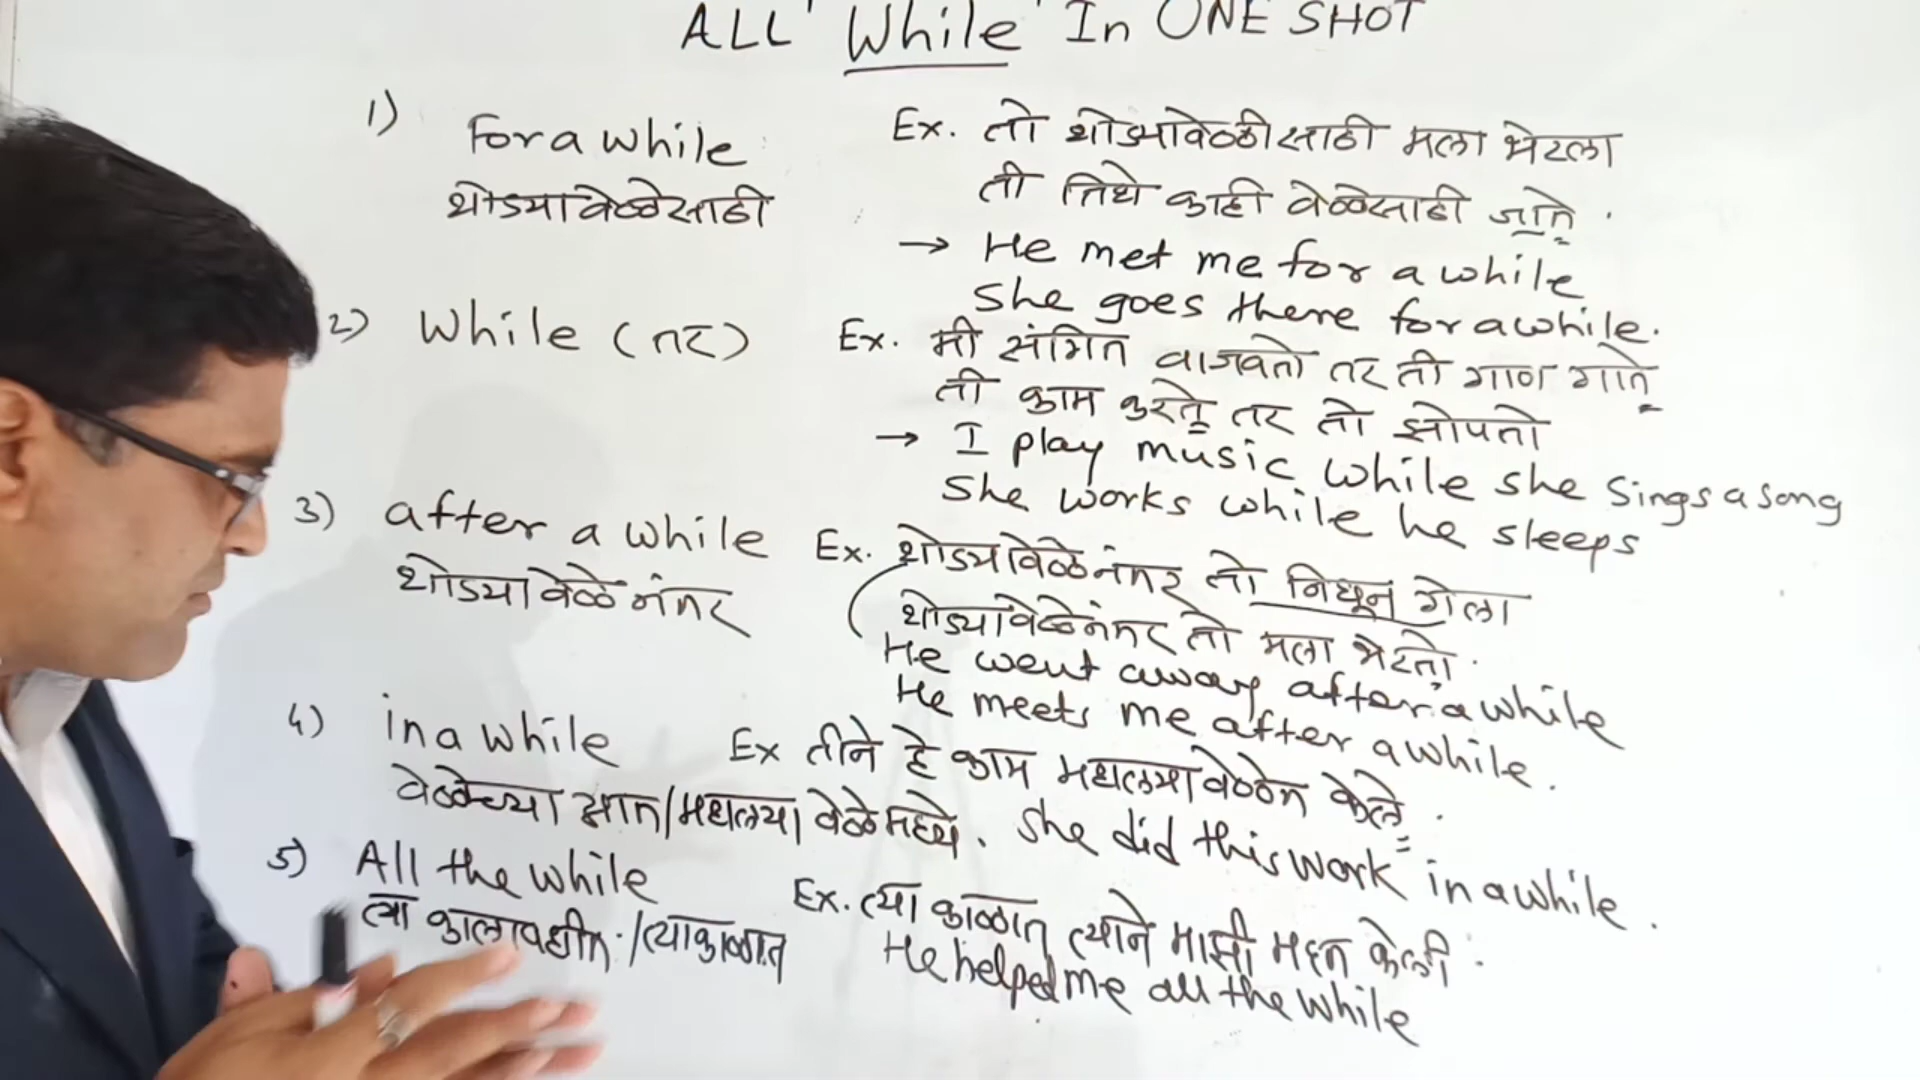 ALL 'While' In ONE SHOT
1) For a while
थोड्यावेळेसाठी
Ex. तो थोड्यावेळीसाठी मला भेटला
ती तिथे काही वेळेसाठी जाते.
→ He met me for a while
She goes there for a while.
2) While (तर)
Ex. मी संगित वाजवतो तर ती गाणं गाते
ती काम करते तर तो झोपतो
→ I play music while she sings a song
She works while he sleeps
3) after a while
थोड्यावेळेनंतर
Ex. थोड्यावेळेनंतर तो निघून गेला
थोड्यावेळेनंतर तो मला भेटतो.
He went away after a while
He meets me after a while.
4) in a while
वेळेच्या आत/मधल्या वेळेमध्ये.
Ex तीने हे काम मधल्यावेळेत केले.
She did this work in a while.
5) All the while
त्या कालावधीत./त्याकाळात
Ex. त्या काळात त्याने माझी मदत केली.
He helped me all the while